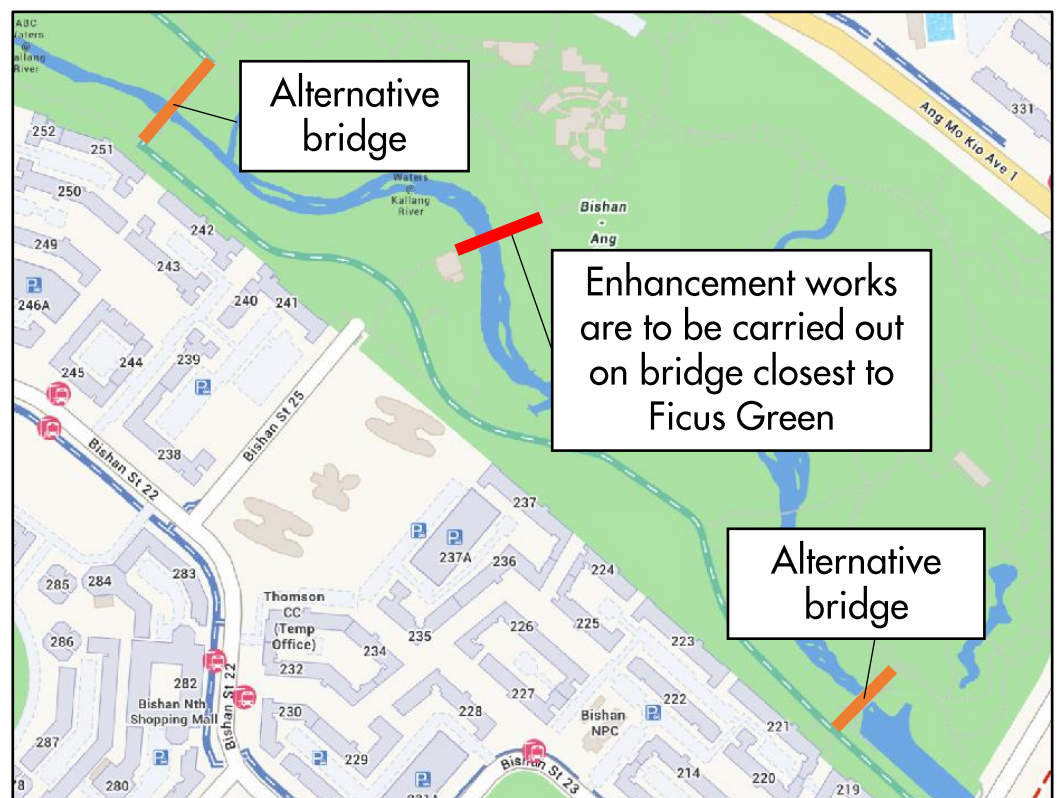 ABC
Waters
@
Kallang
River
Alternative
bridge
252
251
250
249
246A
242
243
240
241
245
244
239
238
Waters
@
Kallang
River
Bishan
-
Ang
Ang Mo Kio Ave 1
331
Enhancement works
are to be carried out
on bridge closest to
Ficus Green
Bishan St 25
Bishan St 22
237
237A
236
224
235
226
225
223
285
284
283
286
Thomson
CC
(Temp
Office)
234
232
282
Bishan Nth
Shopping Mall
Bishan St 22
230
229
228
227
Bishan
NPC
222
221
Alternative
bridge
287
280
Bishan St 23
231A
214
220
219